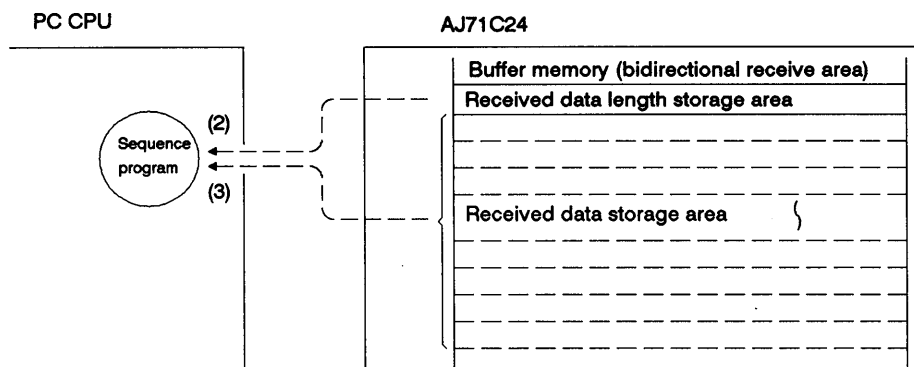 PC CPU
AJ71C24
Buffer memory (bidirectional receive area)
Received data length storage area
(2)
Sequence
program
(3)
Received data storage area